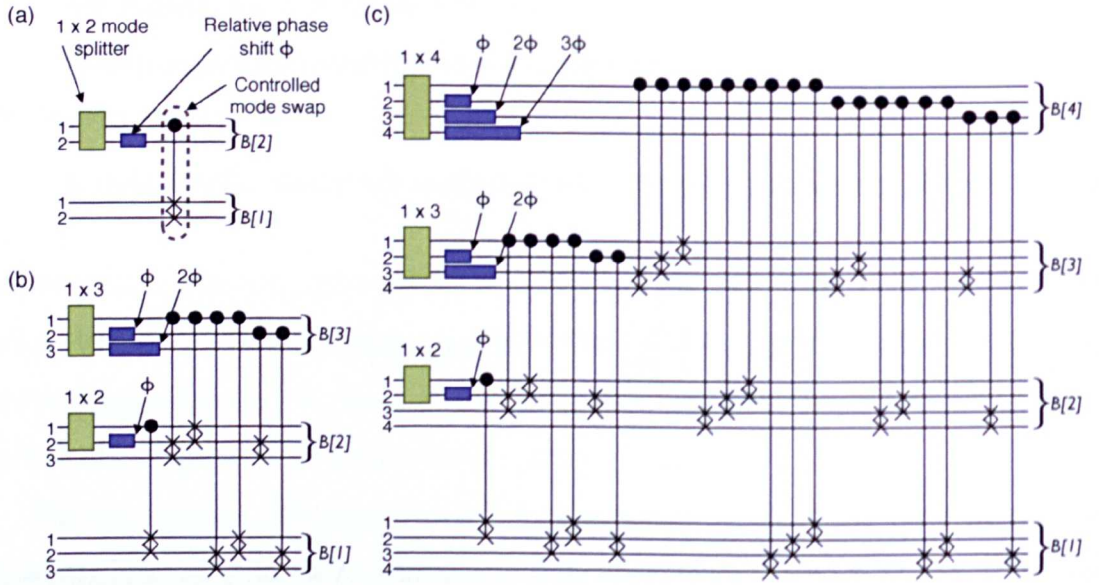 (a)
1 x 2 mode
splitter
Relative phase
shift ϕ
Controlled
mode swap
1
2
B[2]
1
2
B[1]
(b)
1 x 3
ϕ
2ϕ
1
2
3
B[3]
1 x 2
ϕ
1
2
3
B[2]
1
2
3
B[1]
(c)
1 x 4
ϕ
2ϕ
3ϕ
1
2
3
4
B[4]
1 x 3
ϕ
2ϕ
1
2
3
4
B[3]
1 x 2
ϕ
1
2
3
4
B[2]
1
2
3
4
B[1]